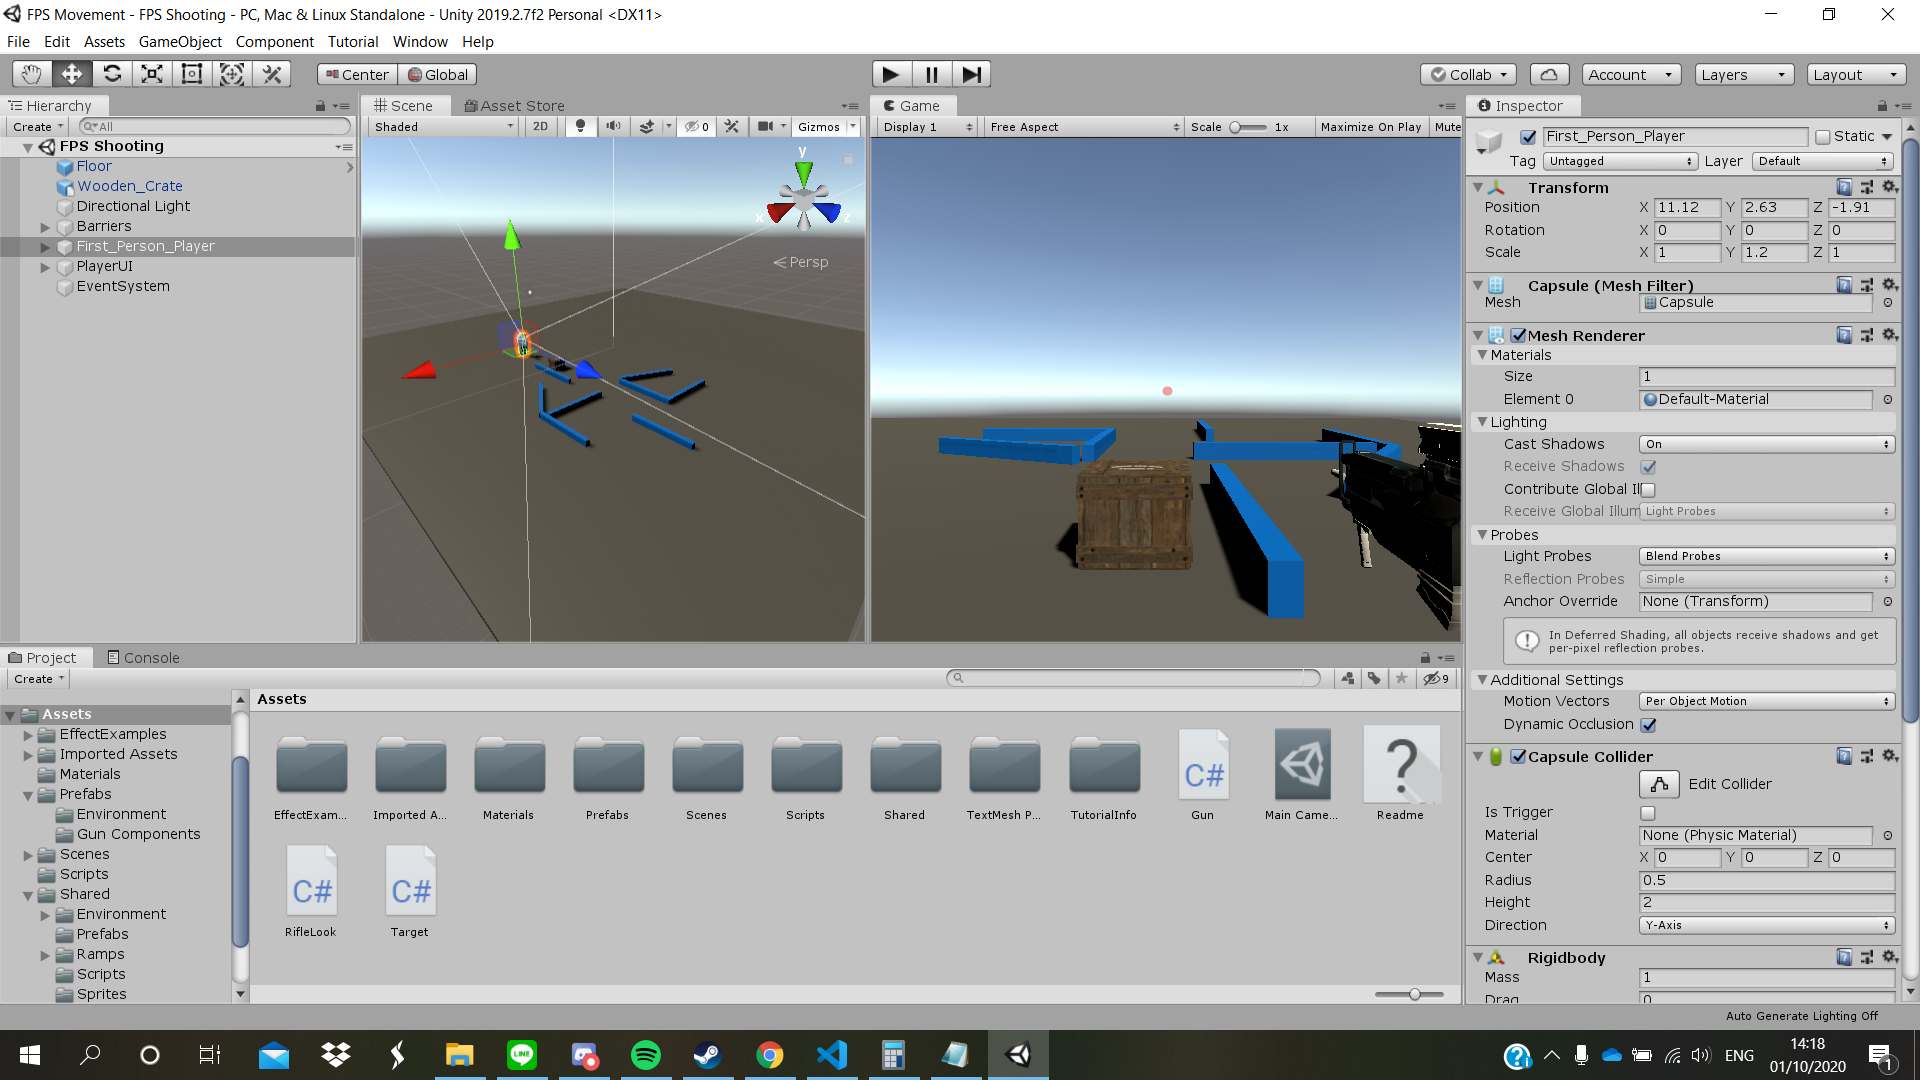 FPS Movement - FPS Shooting - PC, Mac & Linux Standalone - Unity 2019.2.7f2 Personal <DX11>
File Edit Assets GameObject Component Tutorial Window Help
Center Global Collab Account Layers Layout
Hierarchy
Create All
FPS Shooting
Floor
Wooden_Crate
Directional Light
Barriers
First_Person_Player
PlayerUI
EventSystem
Scene Asset Store
Shaded 2D 0 Gizmos
y
x z
Persp
Game
Display 1 Free Aspect Scale 1x Maximize On Play Mute
Inspector
First_Person_Player Static
Tag Untagged Layer Default
Transform
Position X 11.12 Y 2.63 Z -1.91
Rotation X 0 Y 0 Z 0
Scale X 1 Y 1.2 Z 1
Capsule (Mesh Filter)
Mesh Capsule
Mesh Renderer
Materials
Size 1
Element 0 Default-Material
Lighting
Cast Shadows On
Receive Shadows
Contribute Global Il
Receive Global Illum Light Probes
Probes
Light Probes Blend Probes
Reflection Probes Simple
Anchor Override None (Transform)
In Deferred Shading, all objects receive shadows and get
per-pixel reflection probes.
Additional Settings
Motion Vectors Per Object Motion
Dynamic Occlusion
Capsule Collider
Edit Collider
Is Trigger
Material None (Physic Material)
Center X 0 Y 0 Z 0
Radius 0.5
Height 2
Direction Y-Axis
Rigidbody
Mass 1
Drag 0
Project Console
Create 9
Assets
EffectExamples
Imported Assets
Materials
Prefabs
Environment
Gun Components
Scenes
Scripts
Shared
Environment
Prefabs
Ramps
Scripts
Sprites
Assets
EffectExam... Imported A... Materials Prefabs Scenes Scripts Shared TextMesh P... TutorialInfo Gun Main Came... Readme
C#
C# C#
RifleLook Target
Auto Generate Lighting Off
LINE
ENG
14:18
01/10/2020
1